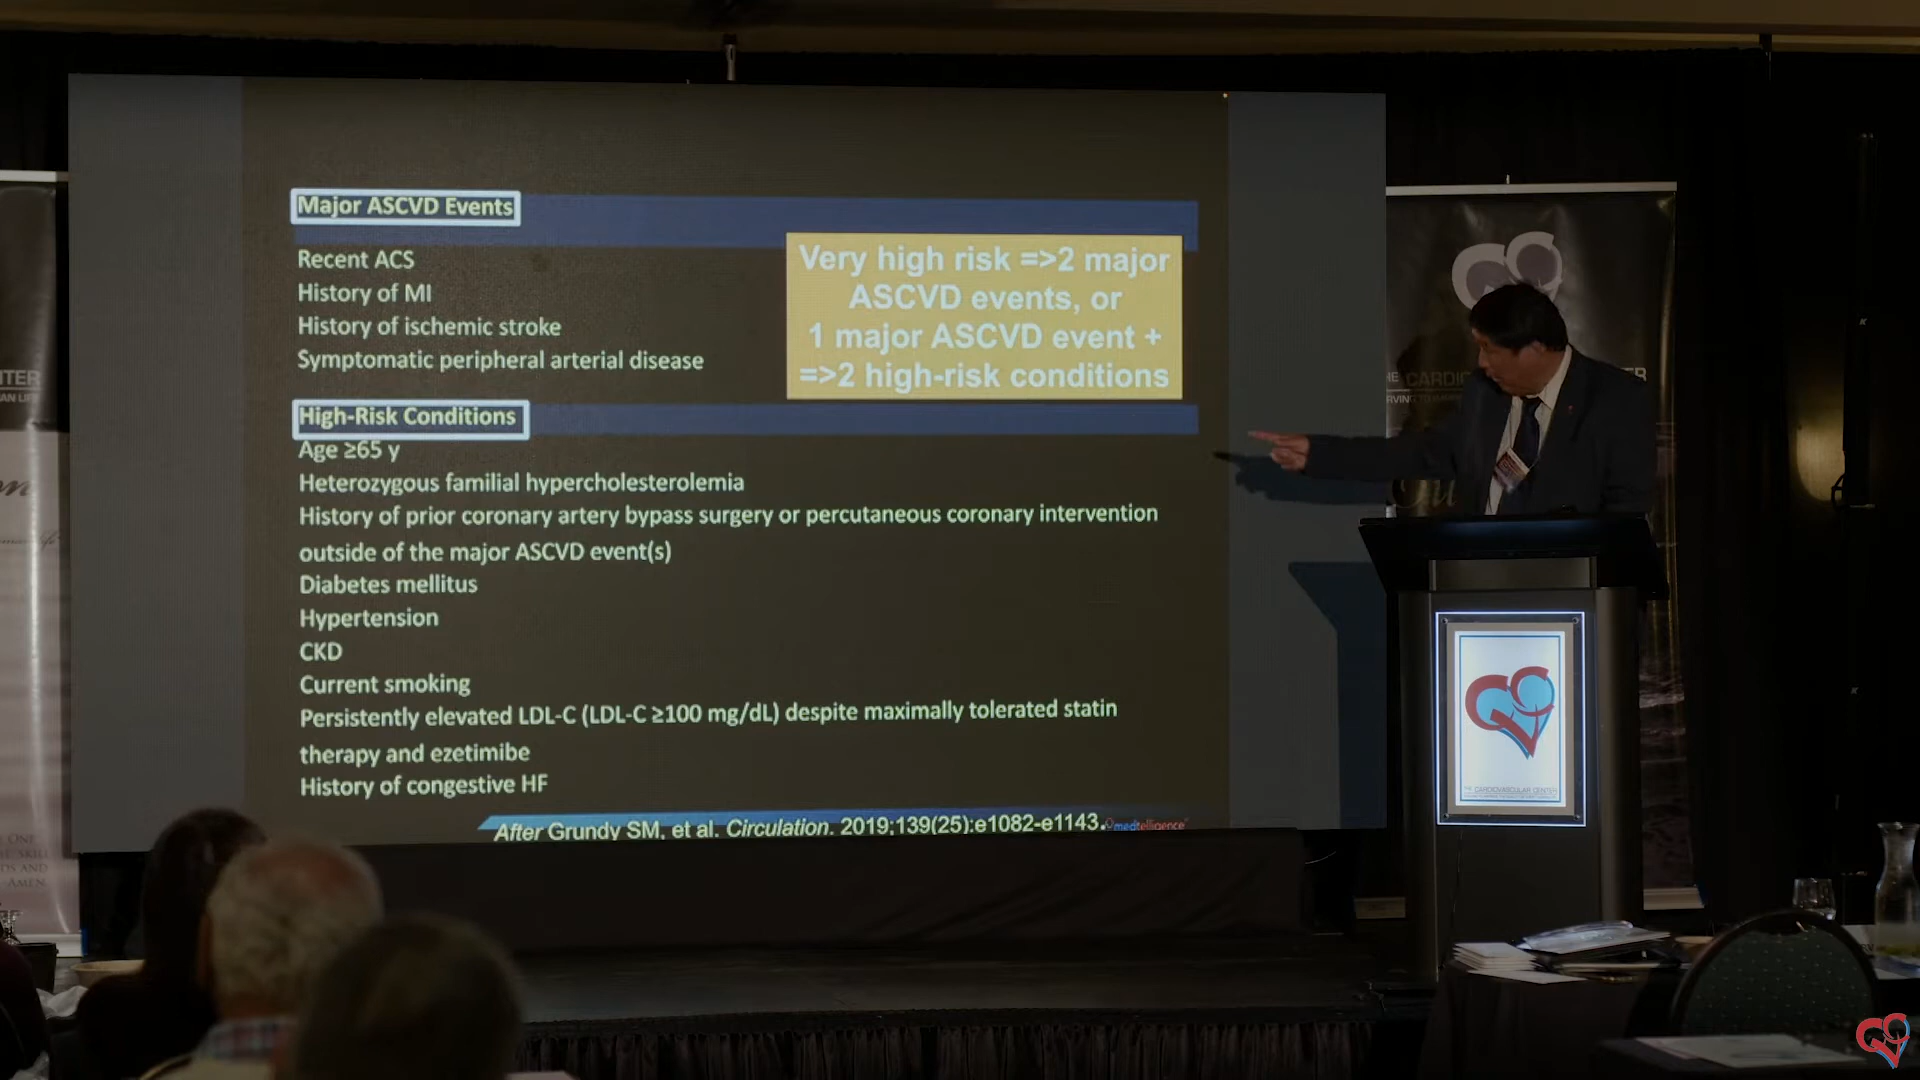 Major ASCVD Events
Recent ACS
History of MI
History of ischemic stroke
Symptomatic peripheral arterial disease
Very high risk =>2 major
ASCVD events, or
1 major ASCVD event +
=>2 high-risk conditions
High-Risk Conditions
Age ≥65 y
Heterozygous familial hypercholesterolemia
History of prior coronary artery bypass surgery or percutaneous coronary intervention
outside of the major ASCVD event(s)
Diabetes mellitus
Hypertension
CKD
Current smoking
Persistently elevated LDL-C (LDL-C ≥100 mg/dL) despite maximally tolerated statin
therapy and ezetimibe
History of congestive HF
After Grundy SM, et al. Circulation. 2019;139(25):e1082-e1143.
medtelligence
THE CARDIOVASCULAR CENTER